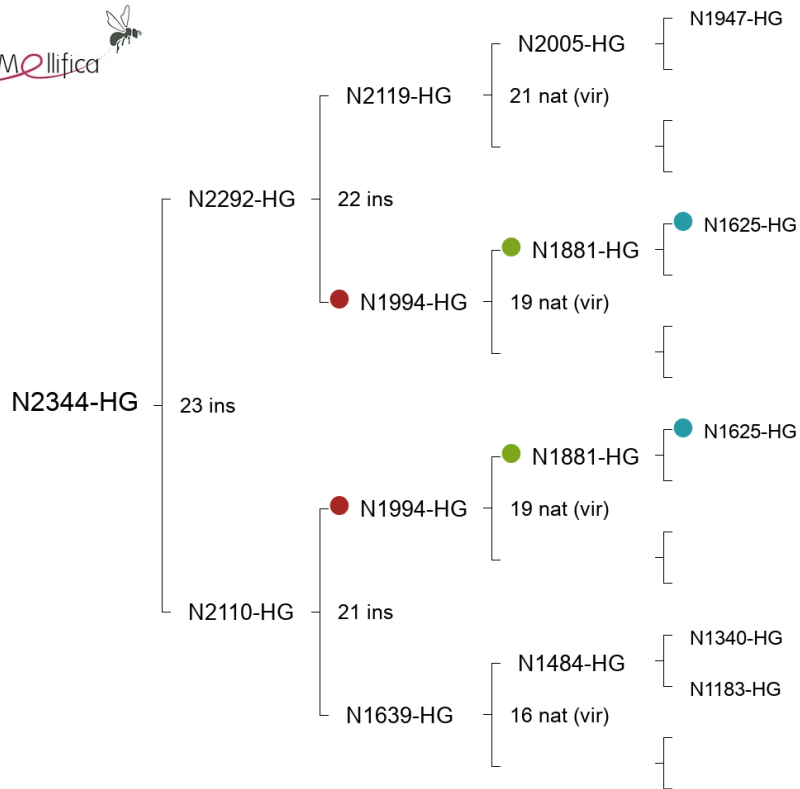 Mellifica
N1947-HG
N2005-HG
N2119-HG
21 nat (vir)
N2292-HG
22 ins
N1625-HG
N1881-HG
N1994-HG
19 nat (vir)
N2344-HG
23 ins
N1625-HG
N1881-HG
N1994-HG
19 nat (vir)
N2110-HG
21 ins
N1340-HG
N1484-HG
N1183-HG
N1639-HG
16 nat (vir)